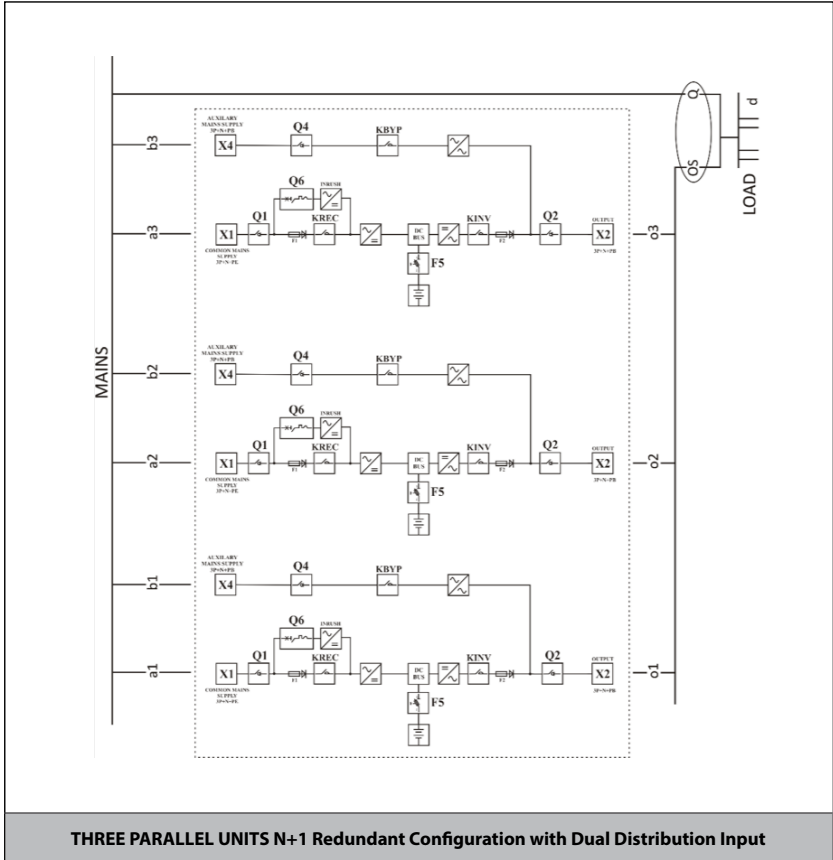 MAINS
b3
AUXILARY
MAINS SUPPLY
3P+N+PE
X4
Q4
KBYP
Q
d
OS
LOAD
a3
X1
COMMON MAINS
SUPPLY
3P+N+PE
Q1
Q6
INRUSH
F1
KREC
DC
BUS
F5
KINV
F2
Q2
OUTPUT
X2
3P+N+PE
o3
b2
AUXILARY
MAINS SUPPLY
3P+N+PE
X4
Q4
KBYP
a2
X1
COMMON MAINS
SUPPLY
3P+N+PE
Q1
Q6
INRUSH
F1
KREC
DC
BUS
F5
KINV
F2
Q2
OUTPUT
X2
3P+N+PE
o2
b1
AUXILARY
MAINS SUPPLY
3P+N+PE
X4
Q4
KBYP
a1
X1
COMMON MAINS
SUPPLY
3P+N+PE
Q1
Q6
INRUSH
F1
KREC
DC
BUS
F5
KINV
F2
Q2
OUTPUT
X2
3P+N+PE
o1
THREE PARALLEL UNITS N+1 Redundant Configuration with Dual Distribution Input